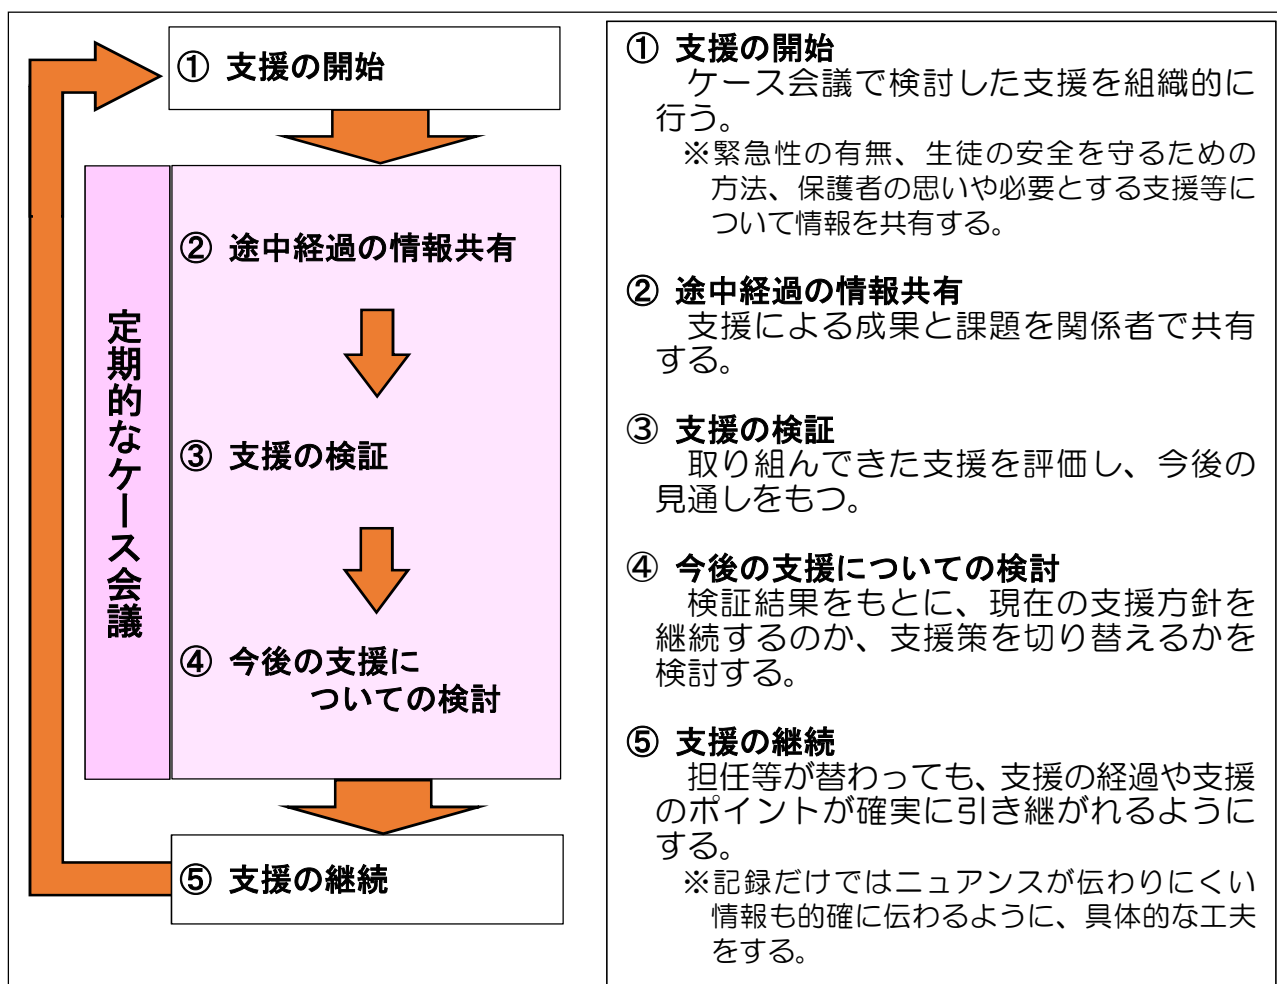 ① 支援の開始
定期的なケース会議
② 途中経過の情報共有
③ 支援の検証
④ 今後の支援に
ついての検討
⑤ 支援の継続
① 支援の開始
ケース会議で検討した支援を組織的に
行う。
※緊急性の有無、生徒の安全を守るための
方法、保護者の思いや必要とする支援等に
ついて情報を共有する。
② 途中経過の情報共有
支援による成果と課題を関係者で共有
する。
③ 支援の検証
取り組んできた支援を評価し、今後の
見通しをもつ。
④ 今後の支援についての検討
検証結果をもとに、現在の支援方針を
継続するのか、支援策を切り替えるかを
検討する。
⑤ 支援の継続
担任等が替わっても、支援の経過や支援
のポイントが確実に引き継がれるように
する。
※記録だけではニュアンスが伝わりにくい
情報も的確に伝わるように、具体的な工夫
をする。